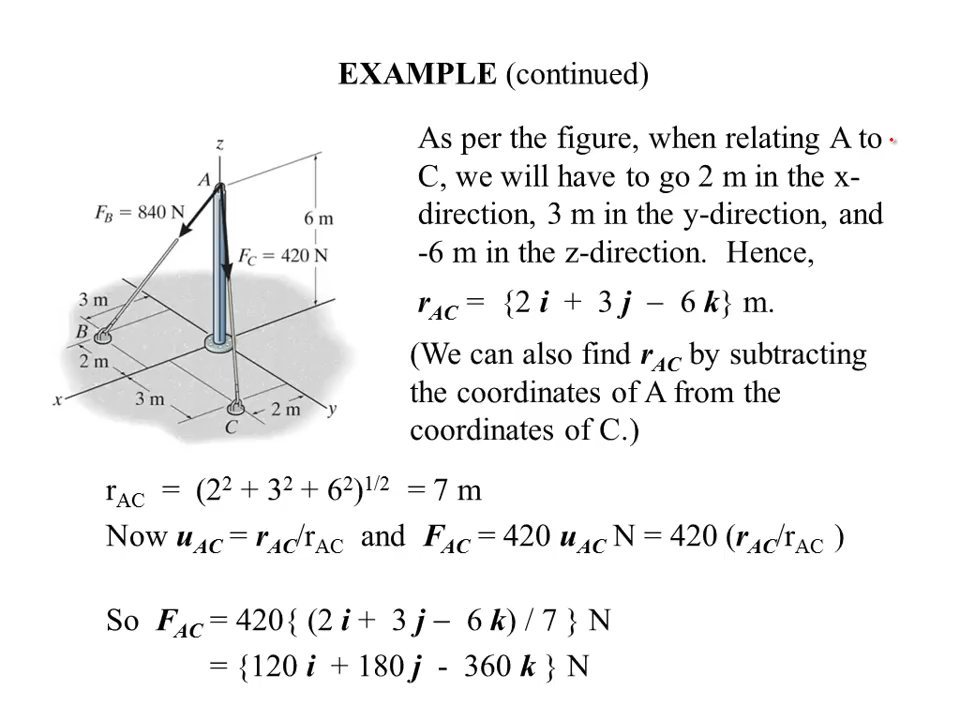 EXAMPLE (continued)
As per the figure, when relating A to
C, we will have to go 2 m in the x-
direction, 3 m in the y-direction, and
-6 m in the z-direction. Hence,
r_AC = {2 i + 3 j – 6 k} m.
(We can also find r_AC by subtracting
the coordinates of A from the
coordinates of C.)
z
A
F_B = 840 N
6 m
F_C = 420 N
3 m
B
2 m
x
3 m
2 m
y
C
r_AC = (2² + 3² + 6²)^1/2 = 7 m
Now u_AC = r_AC/r_AC and F_AC = 420 u_AC N = 420 (r_AC/r_AC )
So F_AC = 420{ (2 i + 3 j – 6 k) / 7 } N
= {120 i + 180 j - 360 k } N